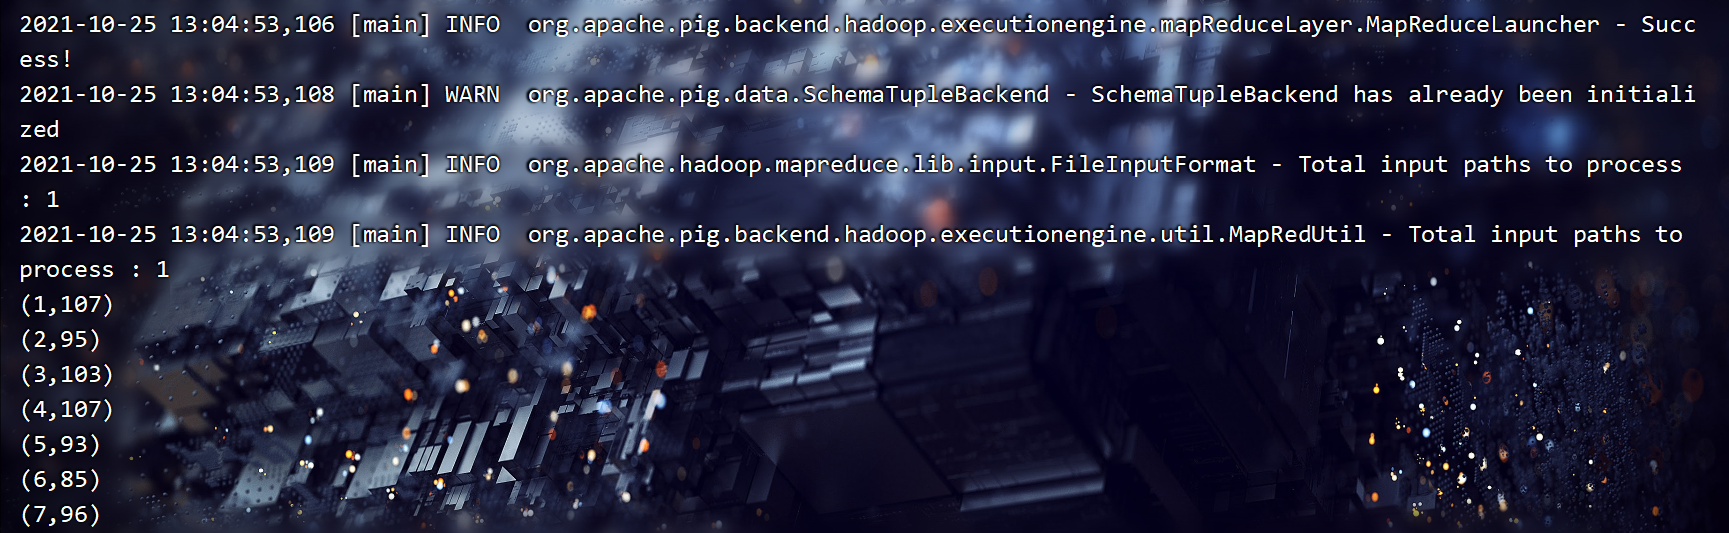 2021-10-25 13:04:53,106 [main] INFO  org.apache.pig.backend.hadoop.executionengine.mapReduceLayer.MapReduceLauncher - Succ
ess!
2021-10-25 13:04:53,108 [main] WARN  org.apache.pig.data.SchemaTupleBackend - SchemaTupleBackend has already been initiali
zed
2021-10-25 13:04:53,109 [main] INFO  org.apache.hadoop.mapreduce.lib.input.FileInputFormat - Total input paths to process
: 1
2021-10-25 13:04:53,109 [main] INFO  org.apache.pig.backend.hadoop.executionengine.util.MapRedUtil - Total input paths to
process : 1
(1,107)
(2,95)
(3,103)
(4,107)
(5,93)
(6,85)
(7,96)